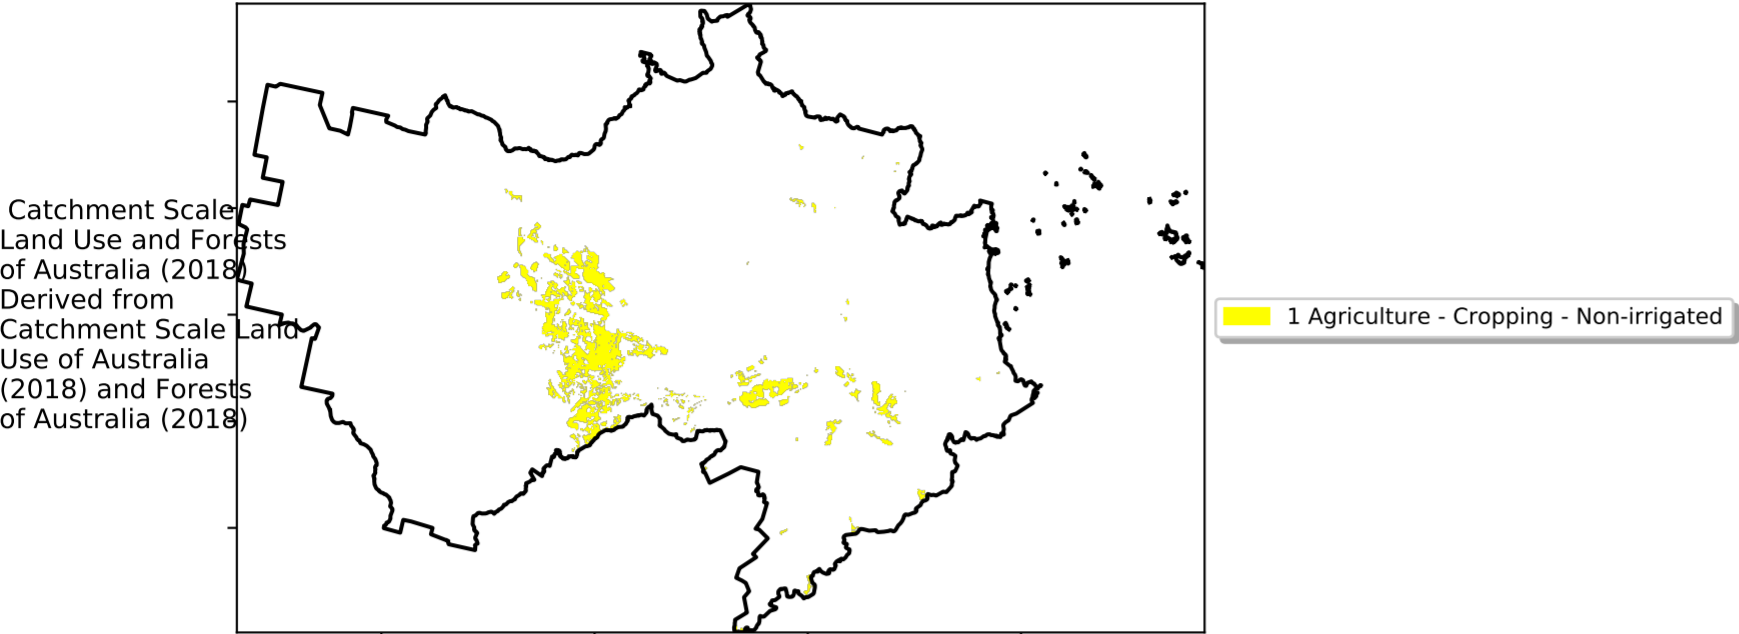 Catchment Scale
Land Use and Forests
of Australia (2018)
Derived from
Catchment Scale Land
Use of Australia
(2018) and Forests
of Australia (2018)
1 Agriculture - Cropping - Non-irrigated